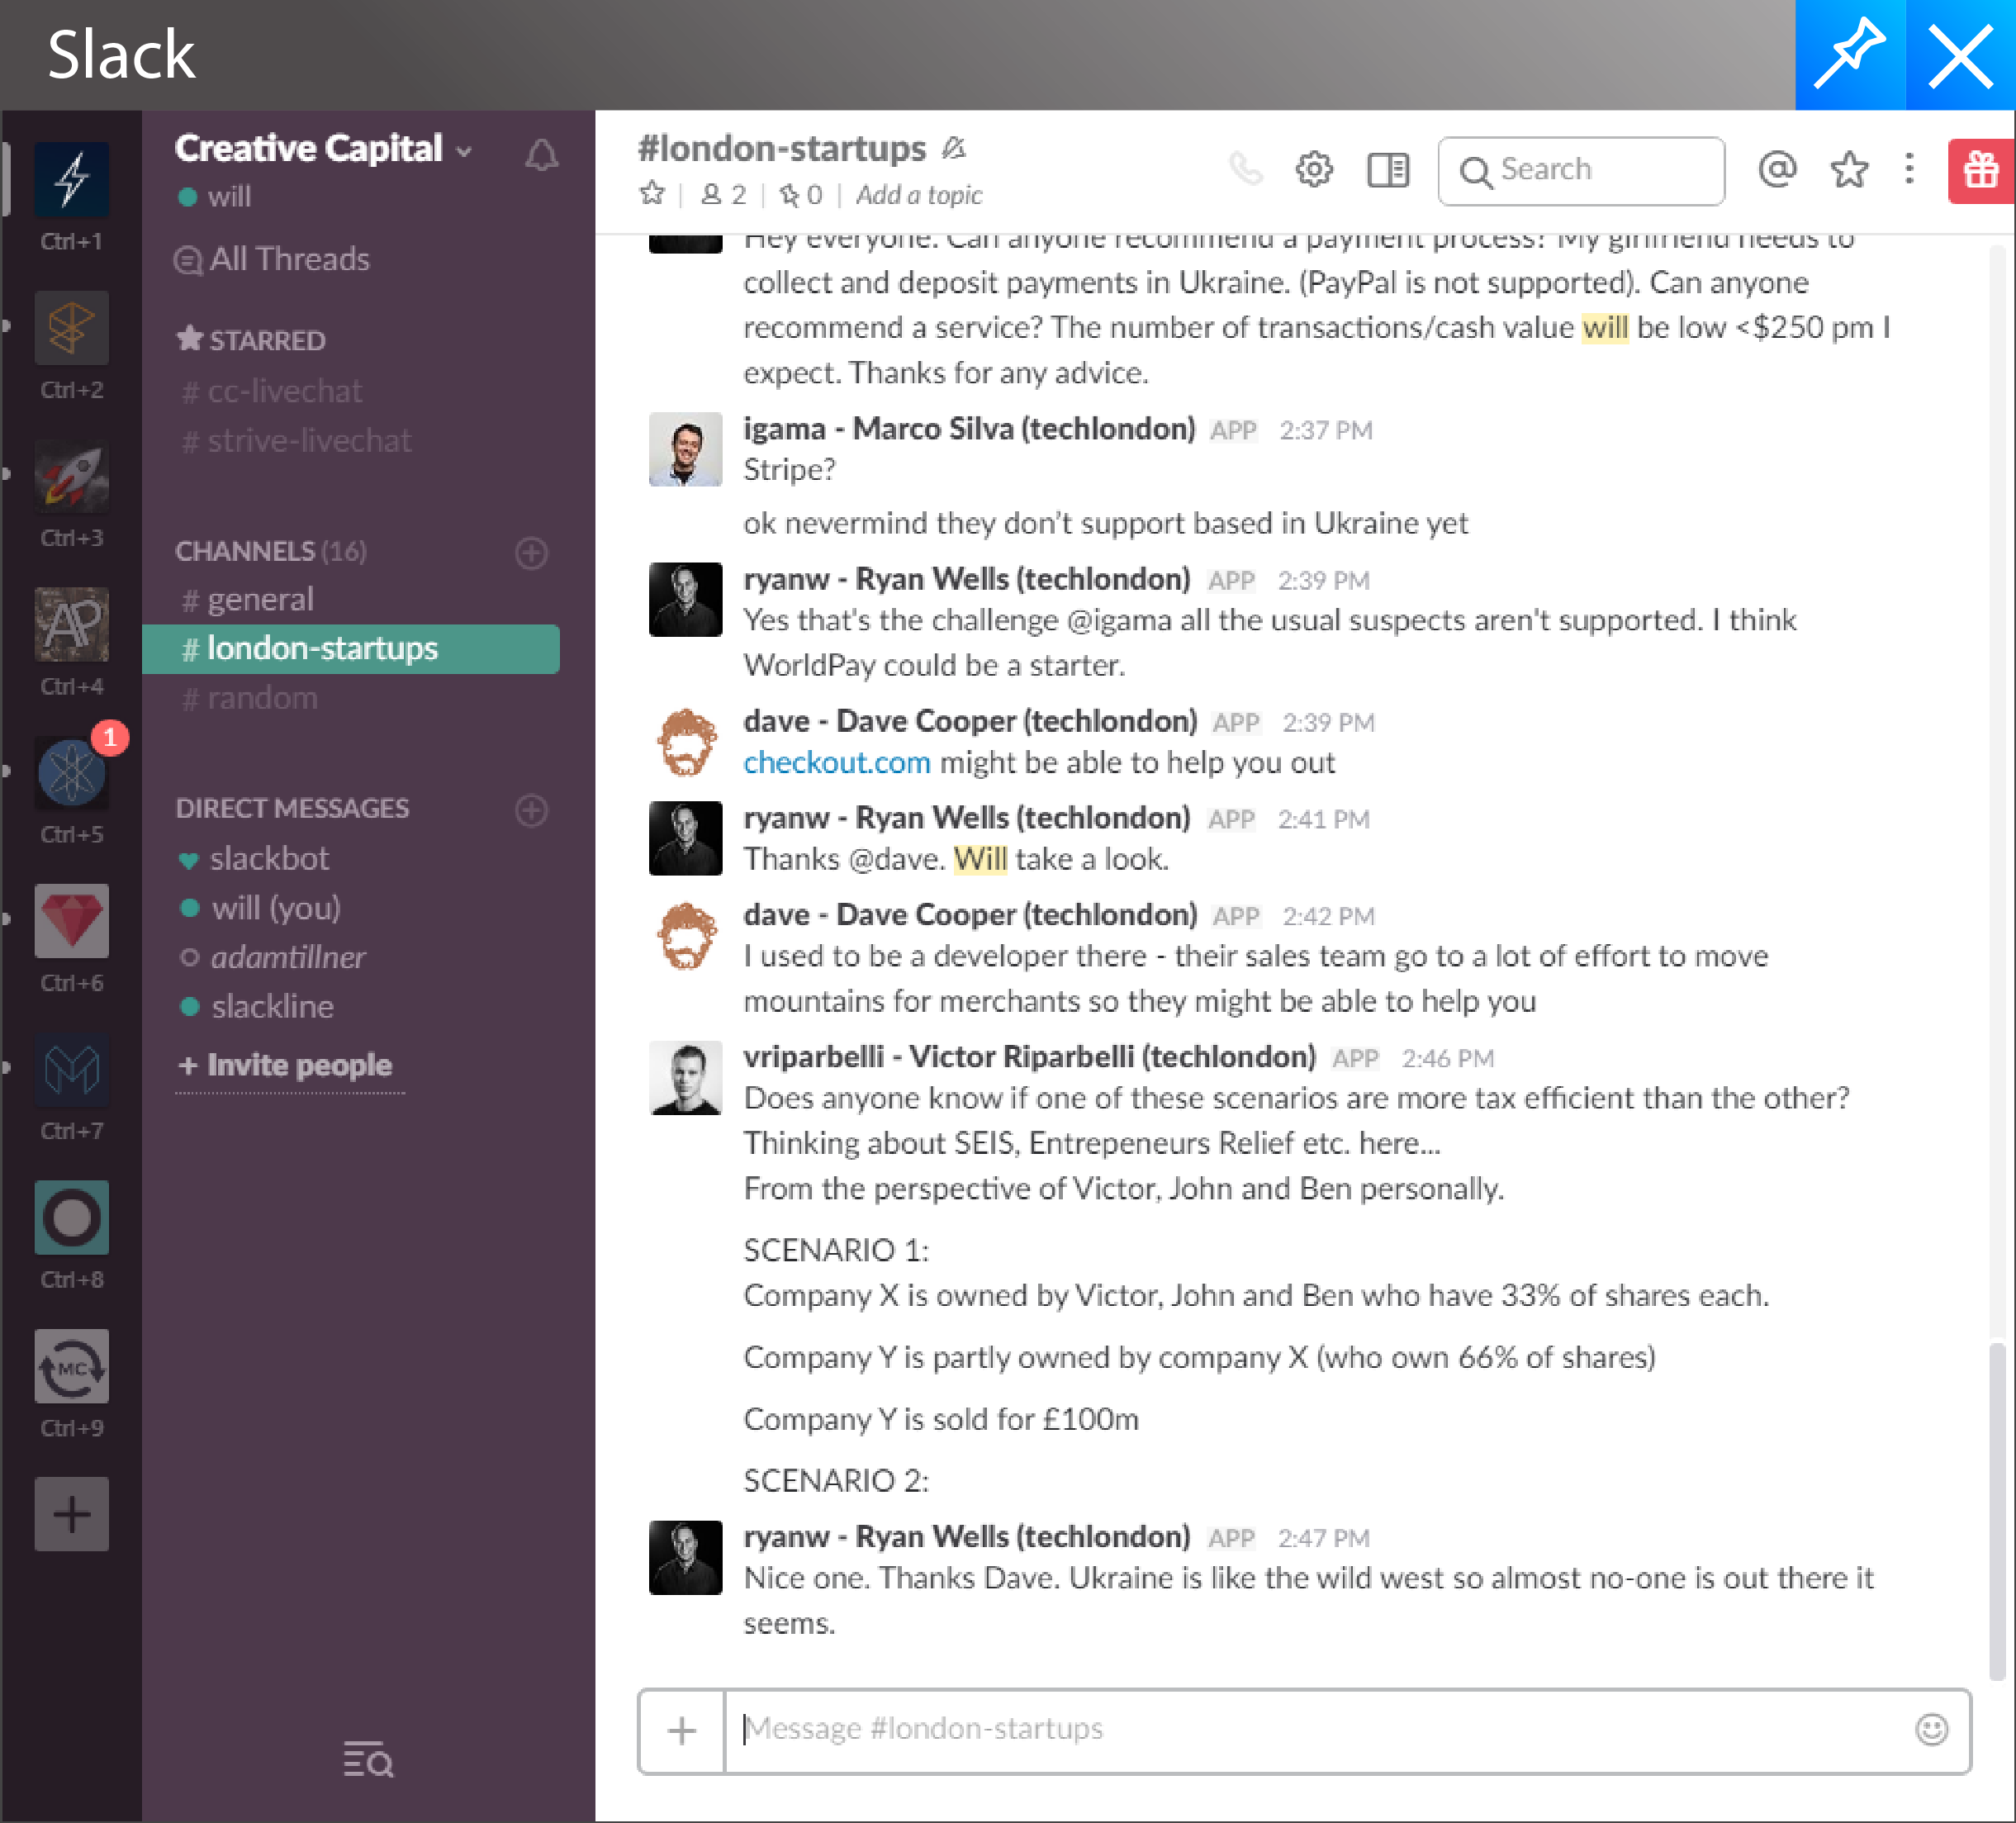 Slack
Ctrl+1
Ctrl+2
Ctrl+3
AP
Ctrl+4
1
Ctrl+5
Ctrl+6
Ctrl+7
Ctrl+8
MC
Ctrl+9
Creative Capital
will
All Threads
STARRED
# cc-livechat
# strive-livechat
CHANNELS (16)
# general
# london-startups
# random
DIRECT MESSAGES
slackbot
will (you)
adamtillner
slackline
+ Invite people
#london-startups
2 | 0 | Add a topic
Search
Hey everyone. Can anyone recommend a payment process? My girlfriend needs to
collect and deposit payments in Ukraine. (PayPal is not supported). Can anyone
recommend a service? The number of transactions/cash value will be low <$250 pm I
expect. Thanks for any advice.
igama - Marco Silva (techlondon) APP 2:37 PM
Stripe?
ok nevermind they don’t support based in Ukraine yet
ryanw - Ryan Wells (techlondon) APP 2:39 PM
Yes that's the challenge @igama all the usual suspects aren't supported. I think
WorldPay could be a starter.
dave - Dave Cooper (techlondon) APP 2:39 PM
checkout.com might be able to help you out
ryanw - Ryan Wells (techlondon) APP 2:41 PM
Thanks @dave. Will take a look.
dave - Dave Cooper (techlondon) APP 2:42 PM
I used to be a developer there - their sales team go to a lot of effort to move
mountains for merchants so they might be able to help you
vriparbelli - Victor Riparbelli (techlondon) APP 2:46 PM
Does anyone know if one of these scenarios are more tax efficient than the other?
Thinking about SEIS, Entrepeneurs Relief etc. here...
From the perspective of Victor, John and Ben personally.
SCENARIO 1:
Company X is owned by Victor, John and Ben who have 33% of shares each.
Company Y is partly owned by company X (who own 66% of shares)
Company Y is sold for £100m
SCENARIO 2:
ryanw - Ryan Wells (techlondon) APP 2:47 PM
Nice one. Thanks Dave. Ukraine is like the wild west so almost no-one is out there it
seems.
Message #london-startups